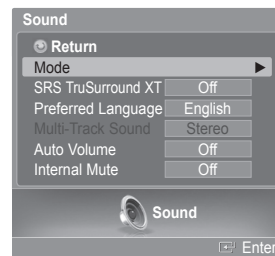 Sound
Return
Mode ►
SRS TruSurround XT Off
Preferred Language English
Multi-Track Sound Stereo
Auto Volume Off
Internal Mute Off
Sound
Enter